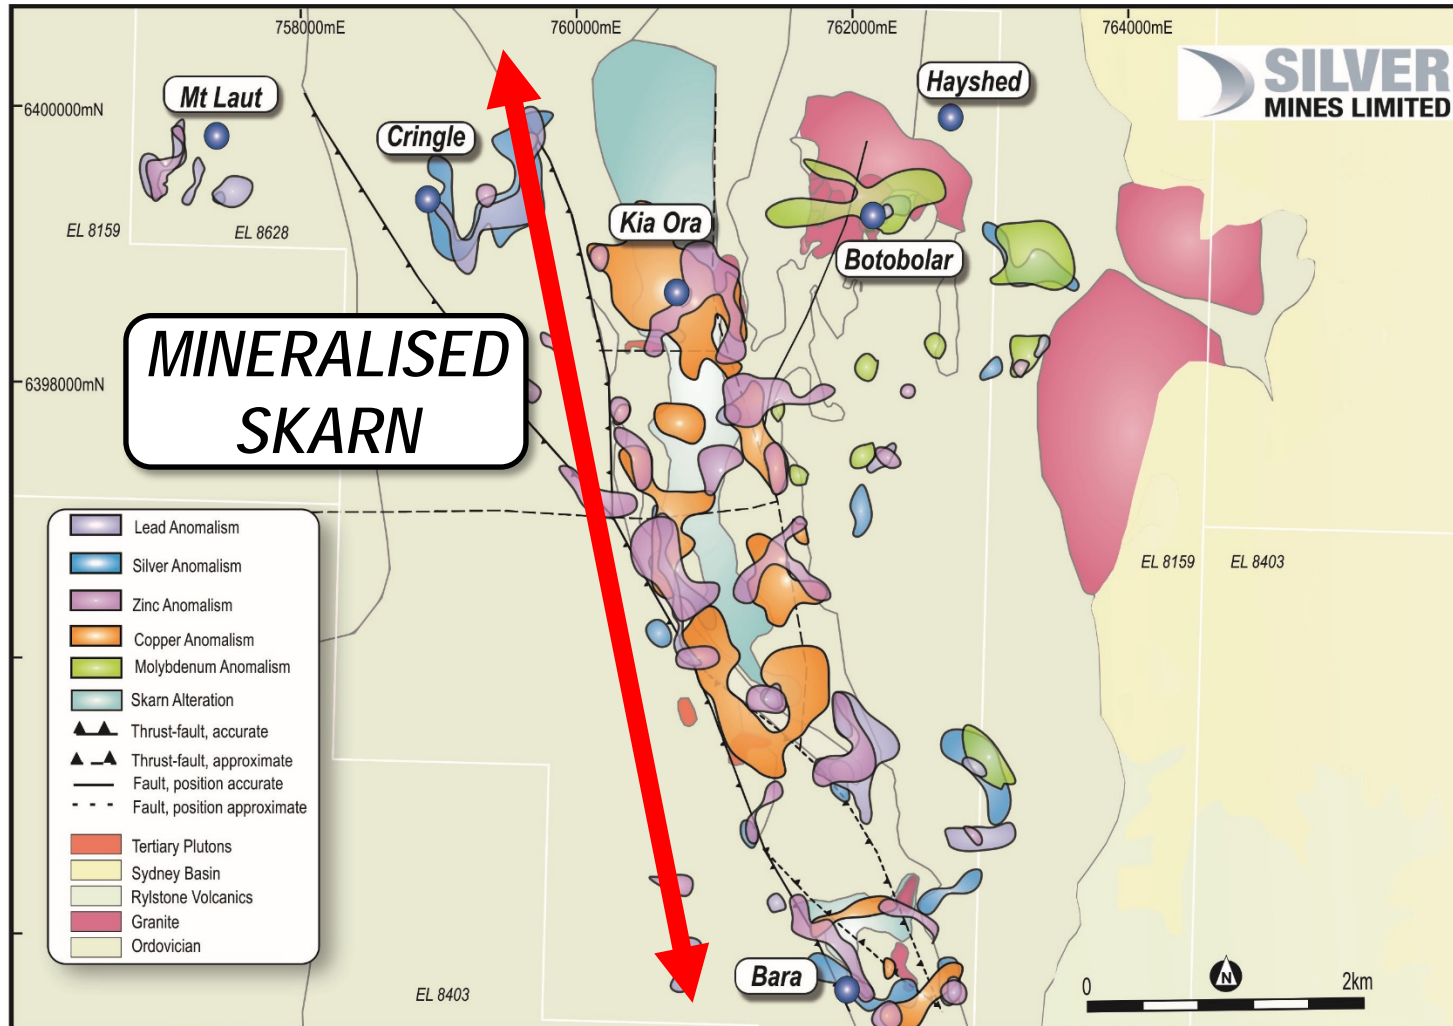 758000mE
760000mE
762000mE
764000mE
SILVER
MINES LIMITED
6400000mN
Mt Laut
Hayshed
Cringle
Kia Ora
EL 8159
EL 8628
Botobolar
MINERALISED
SKARN
6398000mN
Lead Anomalism
Silver Anomalism
Zinc Anomalism
Copper Anomalism
Molybdenum Anomalism
Skarn Alteration
Thrust-fault, accurate
Thrust-fault, approximate
Fault, position accurate
Fault, position approximate
Tertiary Plutons
Sydney Basin
Rylstone Volcanics
Granite
Ordovician
EL 8159
EL 8403
Bara
EL 8403
N
0
2km